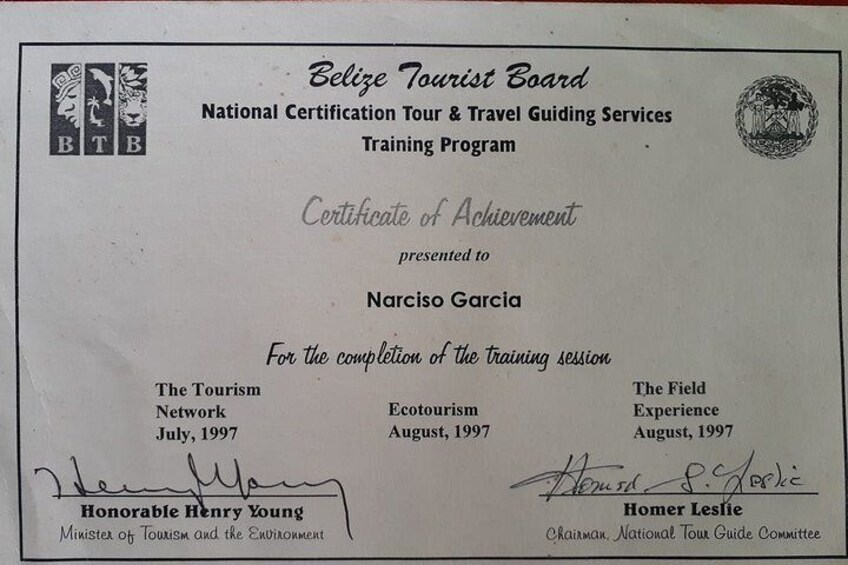 Belize Tourist Board
National Certification Tour & Travel Guiding Services
Training Program
B T B
Certificate of Achievement
presented to
Narciso Garcia
For the completion of the training session
The Tourism
Network
July, 1997
Ecotourism
August, 1997
The Field
Experience
August, 1997
Honorable Henry Young
Minister of Tourism and the Environment
Homer Leslie
Chairman, National Tour Guide Committee